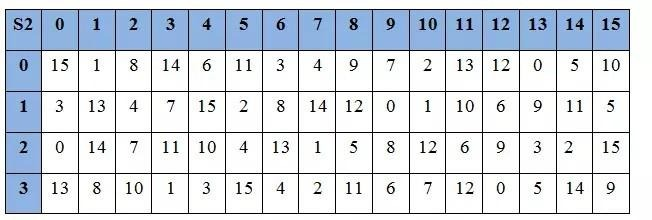 S2 0 1 2 3 4 5 6 7 8 9 10 11 12 13 14 15
0 15 1 8 14 6 11 3 4 9 7 2 13 12 0 5 10
1 3 13 4 7 15 2 8 14 12 0 1 10 6 9 11 5
2 0 14 7 11 10 4 13 1 5 8 12 6 9 3 2 15
3 13 8 10 1 3 15 4 2 11 6 7 12 0 5 14 9